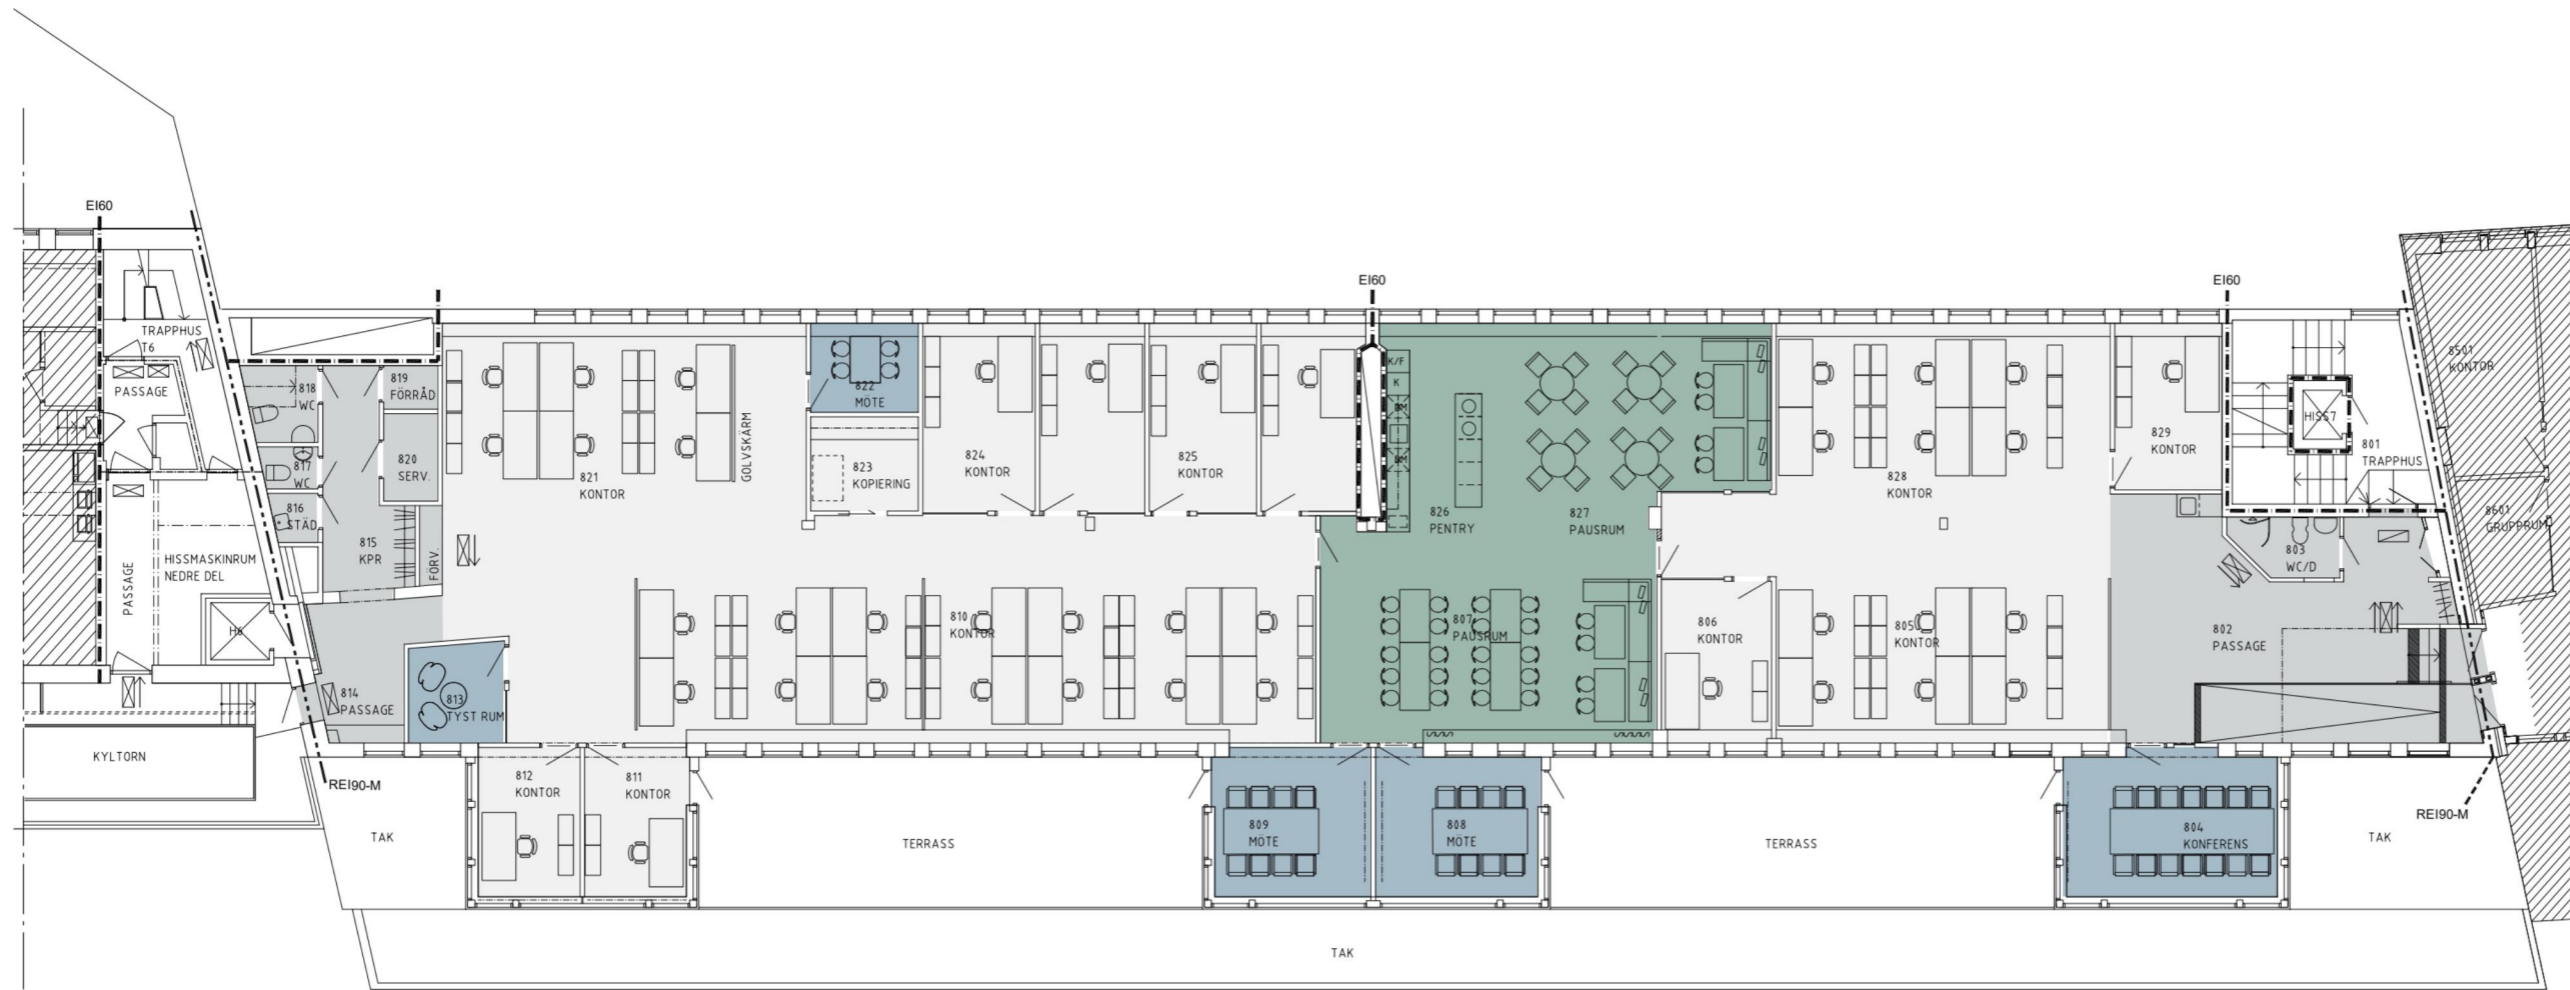 EI60
EI60
EI60
TRAPPHUS
T6
PASSAGE
PASSAGE
HISSMASKINRUM
NEDRE DEL
H6
KYLTORN
REI90-M
818
WC
817
WC
816
STÄD
819
FÖRRÅD
820
SERV.
815
KPR
FÖRV.
814
PASSAGE
813
TYST RUM
821
KONTOR
GOLVSKÄRM
822
MÖTE
823
KOPIERING
824
KONTOR
825
KONTOR
810
KONTOR
812
KONTOR
811
KONTOR
K/F
K
DM
DM
826
PENTRY
827
PAUSRUM
807
PAUSRUM
806
KONTOR
828
KONTOR
805
KONTOR
829
KONTOR
HISS7
801
TRAPPHUS
803
WC/D
802
PASSAGE
8501
KONTOR
8601
GRUPPRUM
TAK
TERRASS
809
MÖTE
808
MÖTE
TERRASS
804
KONFERENS
TAK
REI90-M
TAK